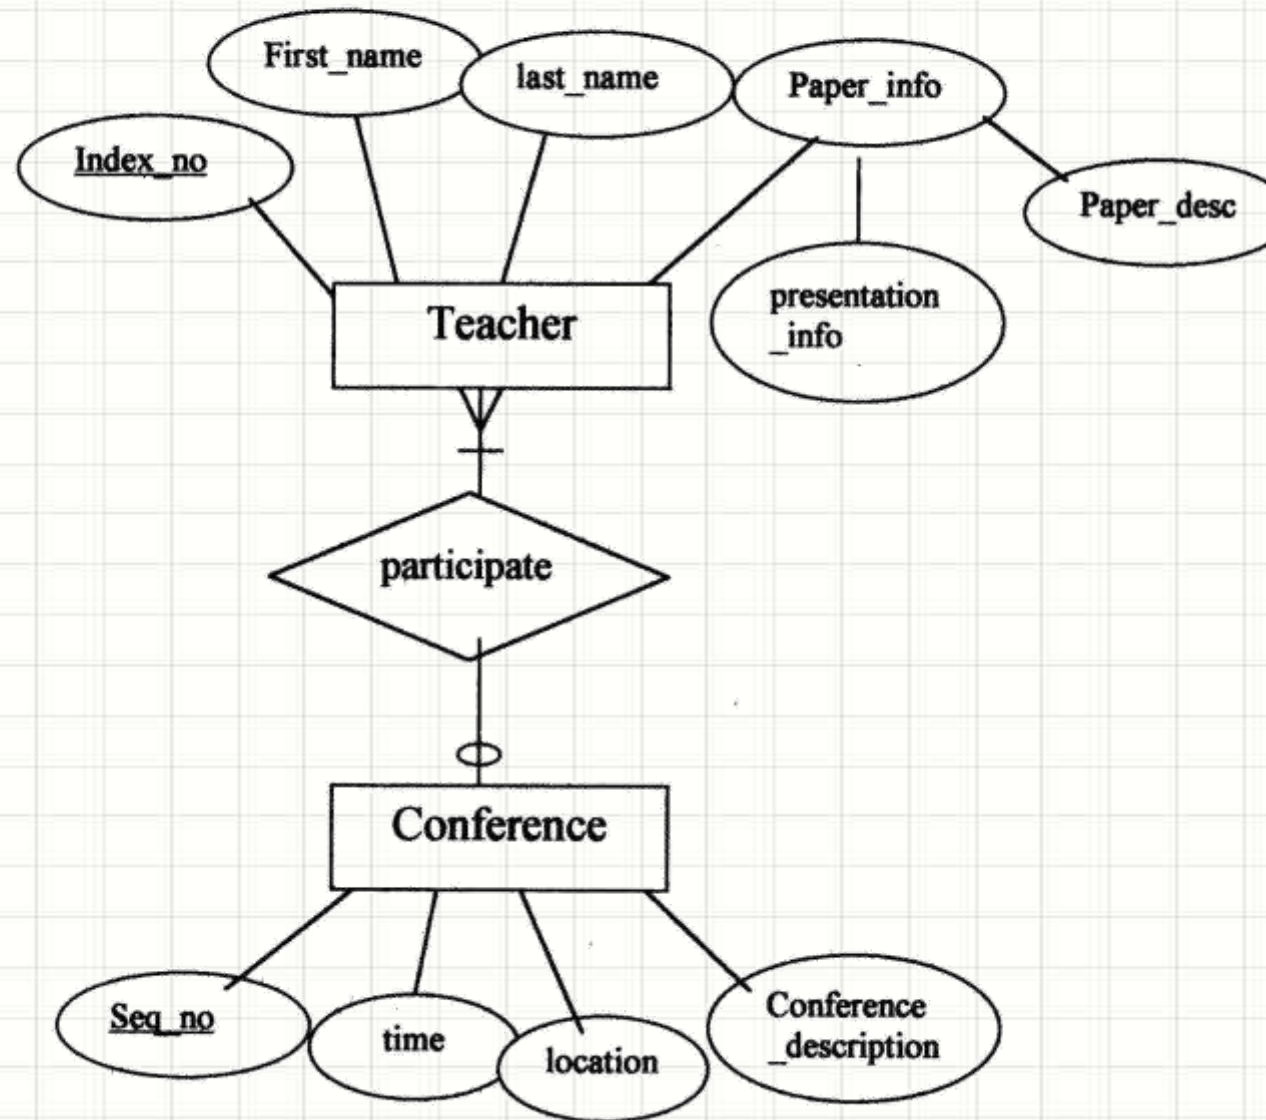 First_name
last_name
Paper_info
Index_no
Paper_desc
presentation
_info
Teacher
participate
Conference
Seq_no
time
location
Conference
_description